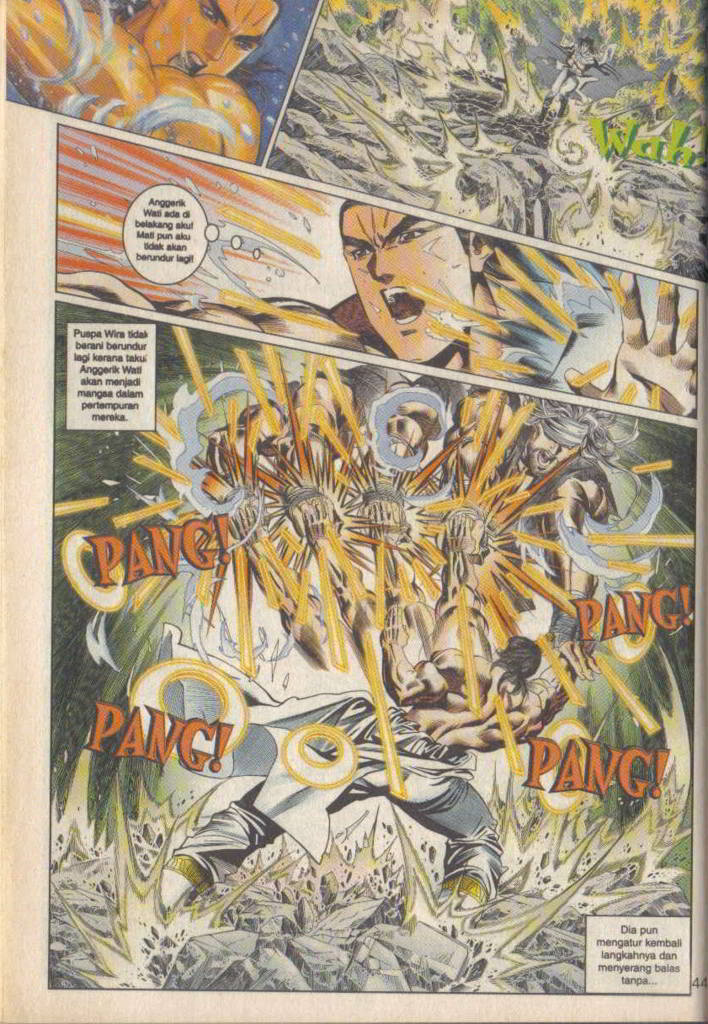 Wah
Anggerik
Wati ada di
belakang aku!
Mati pun aku
tidak akan
berundur lagi!
Puspa Wira tidak
berani berundur
lagi kerana takut
Anggerik Wati
akan menjadi
mangsa dalam
pertempuran
mereka.
PANG!
PANG!
PANG!
PANG!
Dia pun
mengatur kembali
langkahnya dan
menyerang balas
tanpa...
44